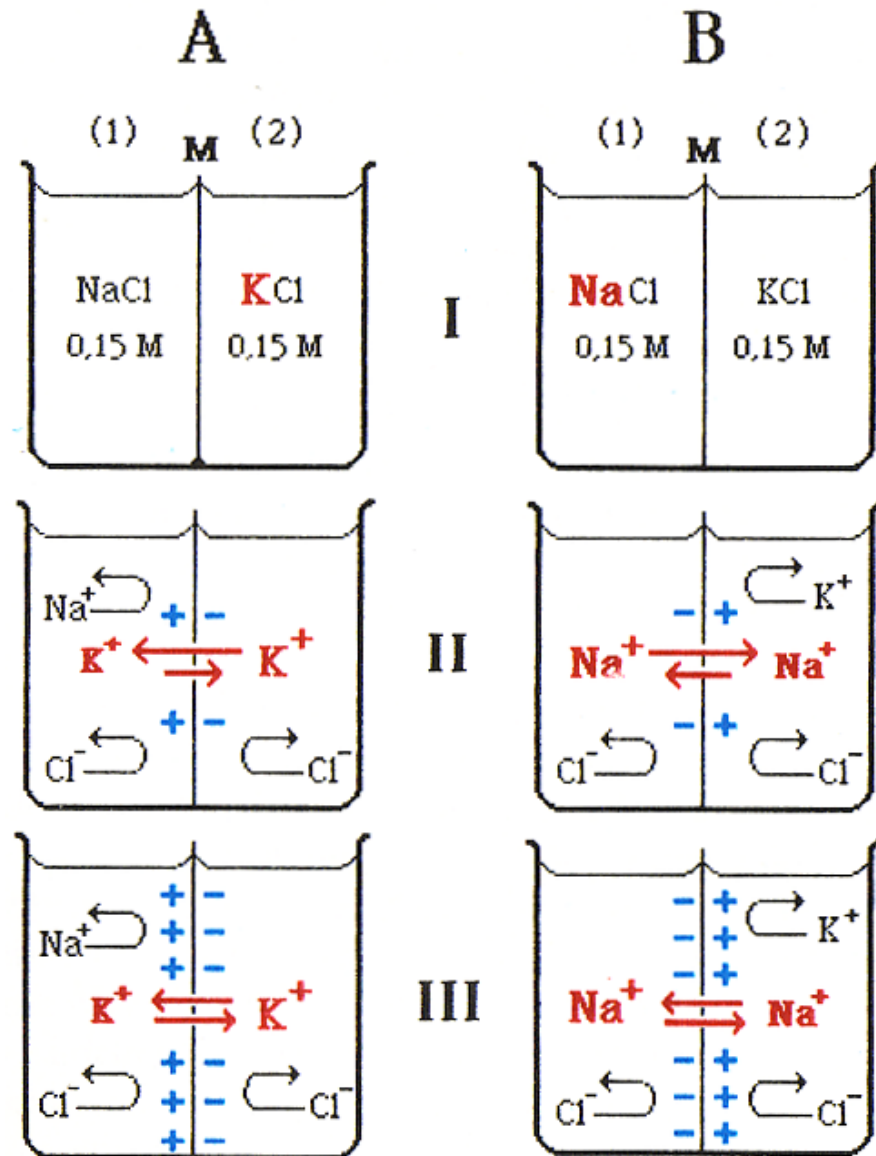 A B
(1) M (2) (1) M (2)
NaCl KCl I NaCl KCl
0,15 M 0,15 M 0,15 M 0,15 M
Na⁺ + − − + K⁺
K⁺ K⁺ II Na⁺ Na⁺
+ − − +
Cl⁻ Cl⁻ Cl⁻ Cl⁻
+ − − +
Na⁺ + − − + K⁺
+ − − +
K⁺ K⁺ III Na⁺ Na⁺
+ − − +
Cl⁻ + − Cl⁻ Cl⁻ − + Cl⁻
+ − − +